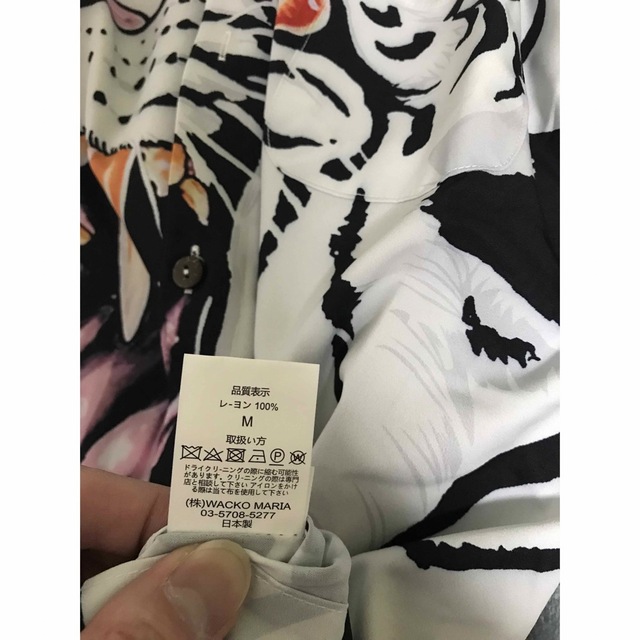 品質表示
レーヨン 100%
M
取扱い方
ドライクリーニングの際に縮む可能性
があります。クリーニングの際は専門
店と相談して下さい アイロンをかけ
る際は当て布を使用して下さい
(株)WACKO MARIA
03-5708-5277
日本製